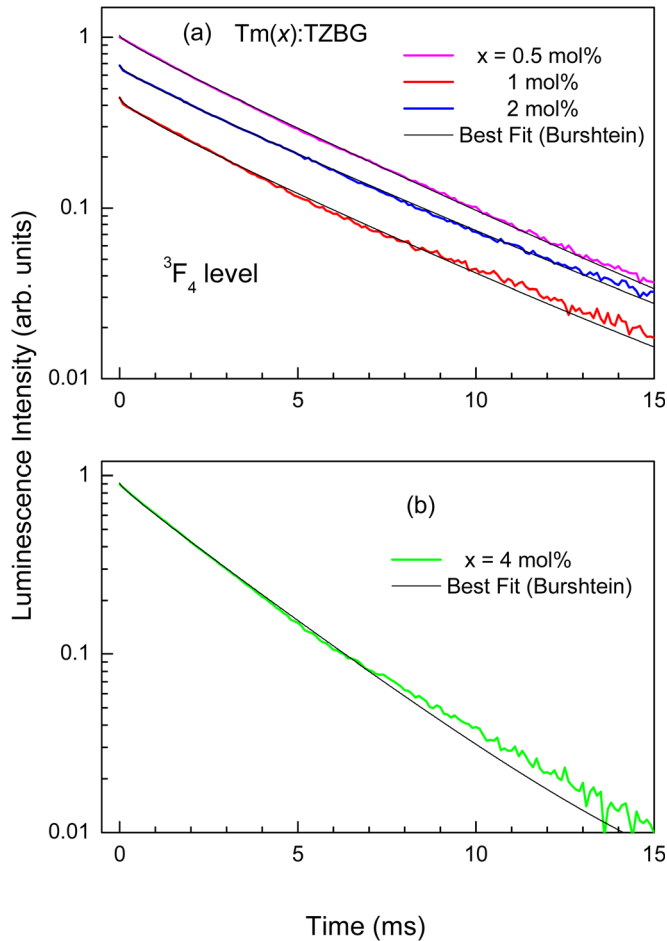 (a) Tm(x):TZBG
x = 0.5 mol%
1 mol%
2 mol%
Best Fit (Burshtein)
³F₄ level
1
0.1
0.01
0 5 10 15
(b)
x = 4 mol%
Best Fit (Burshtein)
1
0.1
0.01
0 5 10 15
Luminescence Intensity (arb. units)
Time (ms)